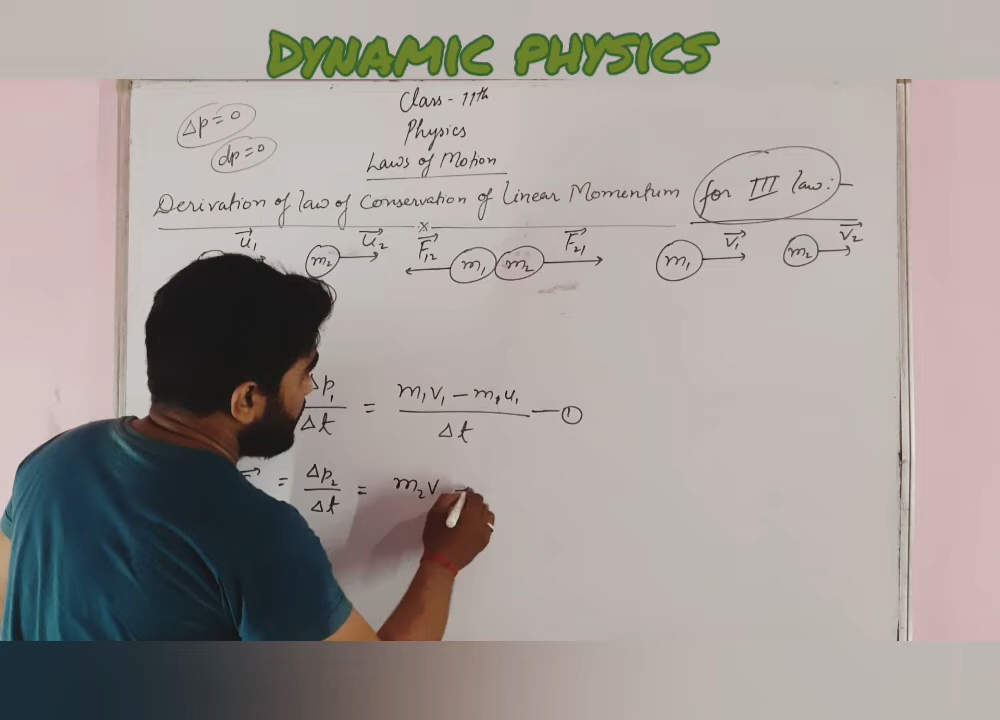 DYNAMIC PHYSICS
Class - 11th
Δp = 0
dp = 0
Physics
Laws of Motion
Derivation of law of Conservation of Linear Momentum for III law:-
u₁→ m₂ u₂→ F₁₂→ m₁ m₂ F₂₁→ m₁ v₁→ m₂ v₂→
Δp₁/Δt = (m₁v₁ - m₁u₁)/Δt — ①
= Δp₂/Δt = m₂v -